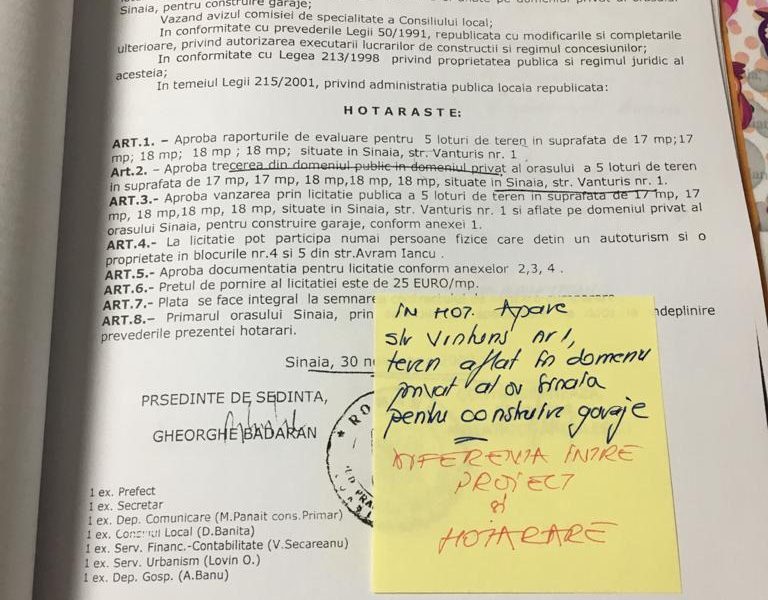 Sinaia, pentru construire garaje;
Vazand avizul comisiei de specialitate a Consiliului local;
In conformitate cu prevederile Legii 50/1991, republicata cu modificarile si completarile
ulterioare, privind autorizarea executarii lucrarilor de constructii si regimul concesiunilor;
In conformitate cu Legea 213/1998 privind proprietatea publica si regimul juridic al
acesteia;
In temeiul Legii 215/2001, privind administratia publica locala republicata:
HOTARASTE:
ART.1. – Aproba raporturile de evaluare pentru 5 loturi de teren in suprafata de 17 mp;17
mp; 18 mp; 18 mp ; 18 mp; situate in Sinaia, str. Vanturis nr. 1
Art.2. – Aproba trecerea din domeniul public in domeniul privat al orasului a 5 loturi de teren
in suprafata de 17 mp, 17 mp, 18 mp,18 mp, 18 mp, situate in Sinaia, str. Vanturis nr. 1.
ART.3.- Aproba vanzarea prin licitatie publica a 5 loturi de teren in suprafata de 17 mp, 17
mp, 18 mp,18 mp, 18 mp, situate in Sinaia, str. Vanturis nr. 1 si aflate pe domeniul privat al
orasului Sinaia, pentru construire garaje, conform anexei 1.
ART.4.- La licitatie pot participa numai persoane fizice care detin un autoturism si o
proprietate in blocurile nr.4 si 5 din str.Avram Iancu .
ART.5.- Aproba documentatia pentru licitatie conform anexelor 2,3, 4 .
ART.6.- Pretul de pornire al licitatiei este de 25 EURO/mp.
ART.7.- Plata se face integral la semnarea
ART.8.– Primarul orasului Sinaia, prin indeplinire
prevederile prezentei hotarari.
Sinaia, 30
PRSEDINTE DE SEDINTA,
GHEORGHE BADARAN
1 ex. Prefect
1 ex. Secretar
1 ex. Dep. Comunicare (M.Panait cons.Primar)
1 ex. Consiliul Local (D.Banita)
1 ex. Serv. Financ.-Contabilitate (V.Secareanu)
1 ex. Serv. Urbanism (Lovin O.)
1 ex. Dep. Gosp. (A.Banu)
IN HOT. Apare
str Vinturis nr 1,
teren aflat în domeniu
privat al or Sinaia
pentru construire garaje
DIFERENTA INTRE
PROIECT
și
HOTARARE